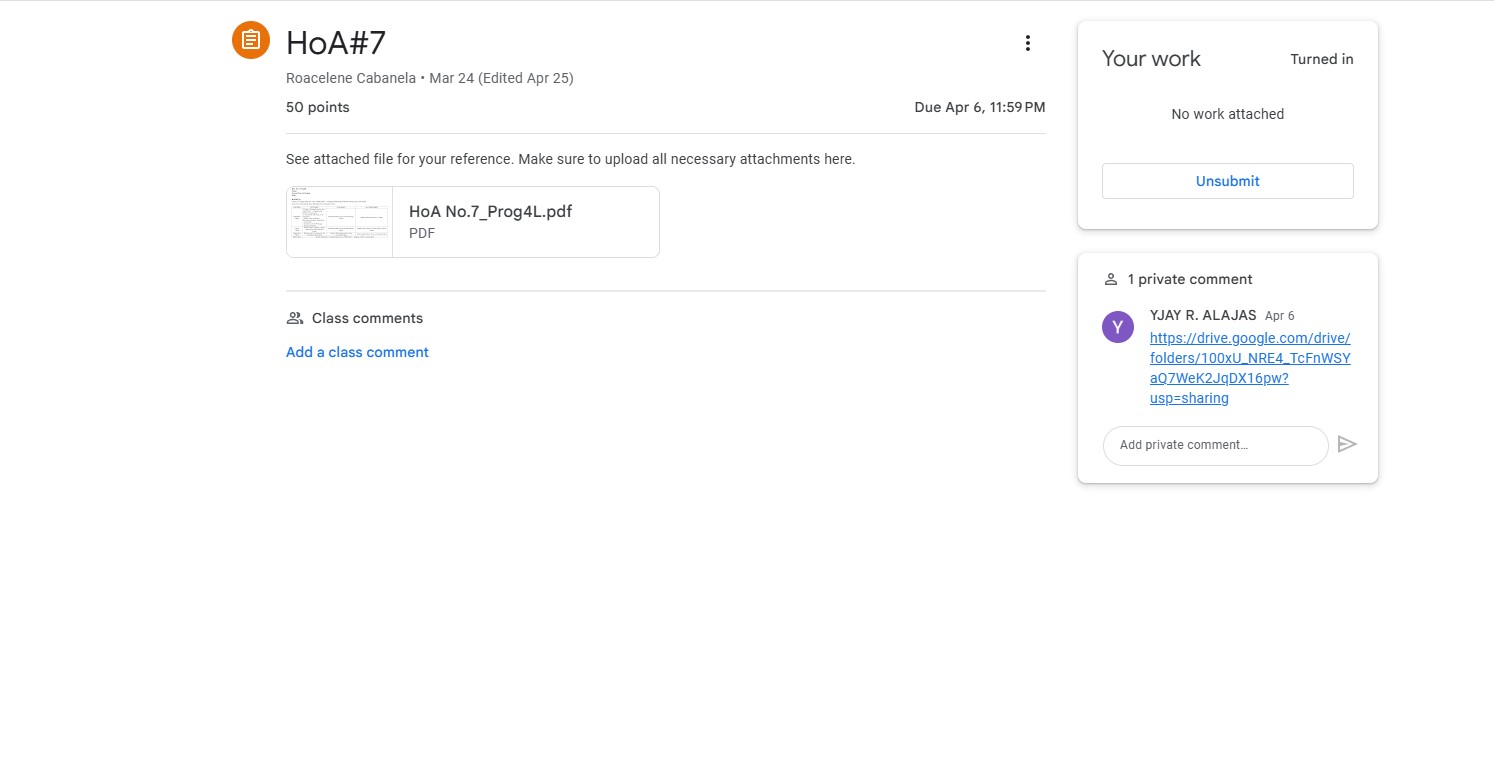 HoA#7
Roacelene Cabanela • Mar 24 (Edited Apr 25)
50 points
Due Apr 6, 11:59 PM
See attached file for your reference. Make sure to upload all necessary attachments here.
HoA No.7_Prog4L.pdf
PDF
Class comments
Add a class comment
Your work
Turned in
No work attached
Unsubmit
1 private comment
Y
YJAY R. ALAJAS Apr 6
https://drive.google.com/drive/
folders/100xU_NRE4_TcFnWSY
aQ7WeK2JqDX16pw?
usp=sharing
Add private comment…